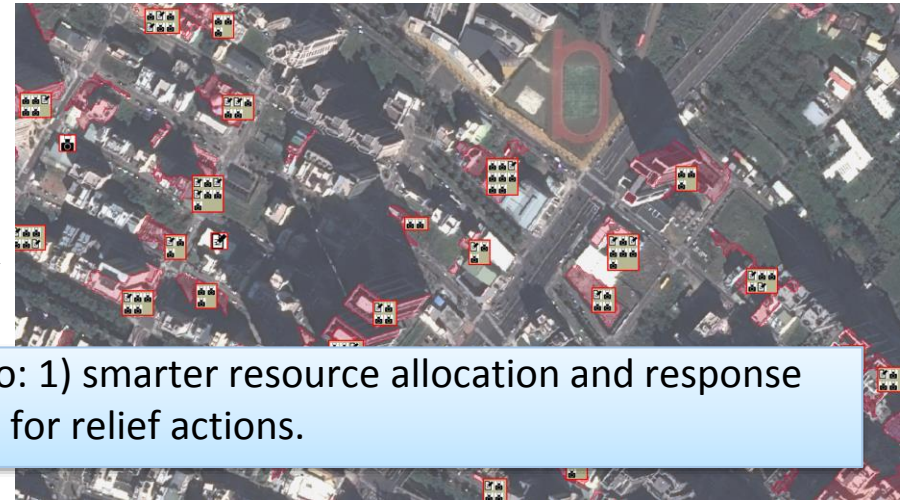 o: 1) smarter resource allocation and response
for relief actions.